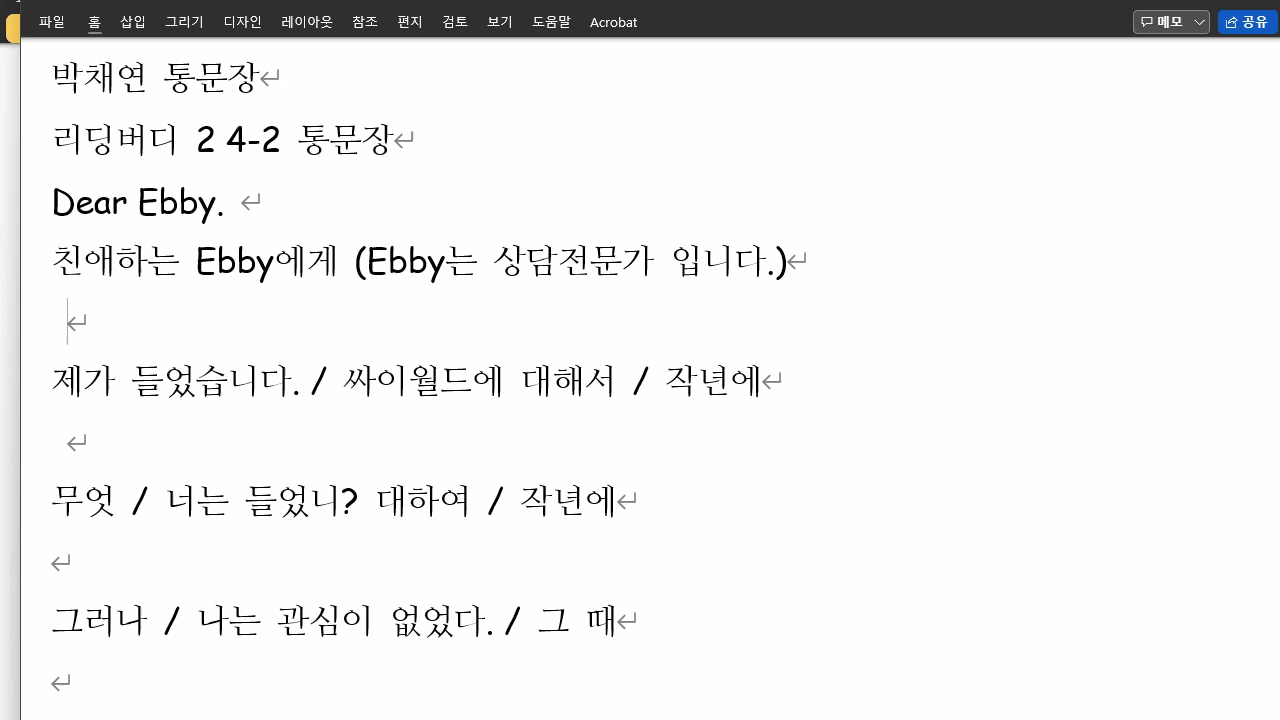 파일 홈 삽입 그리기 디자인 레이아웃 참조 편지 검토 보기 도움말 Acrobat 메모 공유
박채연 통문장
리딩버디 2 4-2 통문장
Dear Ebby.
친애하는 Ebby에게 (Ebby는 상담전문가 입니다.)
제가 들었습니다. / 싸이월드에 대해서 / 작년에
무엇 / 너는 들었니? 대하여 / 작년에
그러나 / 나는 관심이 없었다. / 그 때